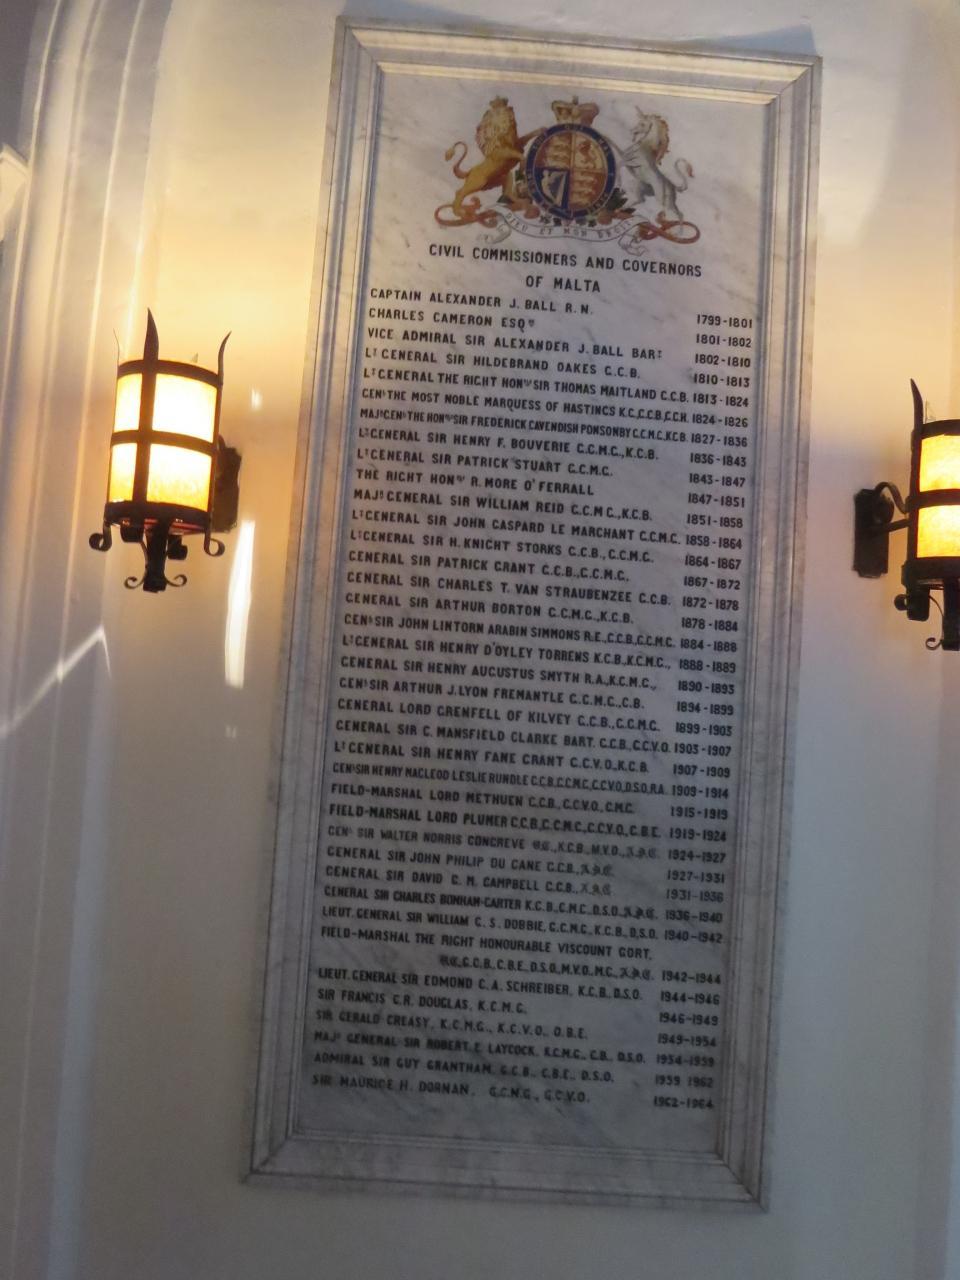 DIEU ET MON DROIT
CIVIL COMMISSIONERS AND GOVERNORS
OF MALTA
CAPTAIN ALEXANDER J. BALL R.N. 1799-1801
CHARLES CAMERON ESQRE 1801-1802
VICE ADMIRAL SIR ALEXANDER J. BALL BART 1802-1810
LT GENERAL SIR HILDEBRAND OAKES G.C.B. 1810-1813
LT GENERAL THE RIGHT HONBLE SIR THOMAS MAITLAND G.C.B. 1813-1824
GENL THE MOST NOBLE MARQUESS OF HASTINGS K.G.,G.C.B.,G.C.H. 1824-1826
MAJR GENL THE HONBLE SIR FREDERICK CAVENDISH PONSONBY G.C.M.G.,K.C.B. 1827-1836
LT GENERAL SIR HENRY F. BOUVERIE G.C.M.G.,K.C.B. 1836-1843
LT GENERAL SIR PATRICK STUART G.C.M.G. 1843-1847
THE RIGHT HONBLE R. MORE O'FERRALL 1847-1851
MAJR GENERAL SIR WILLIAM REID G.C.M.G.,K.C.B. 1851-1858
LT GENERAL SIR JOHN GASPARD LE MARCHANT G.C.M.G. 1858-1864
LT GENERAL SIR H. KNIGHT STORKS G.C.B.,G.C.M.G. 1864-1867
GENERAL SIR PATRICK GRANT G.C.B.,G.C.M.G. 1867-1872
GENERAL SIR CHARLES T. VAN STRAUBENZEE G.C.B. 1872-1878
GENERAL SIR ARTHUR BORTON G.C.M.G.,K.C.B. 1878-1884
GENL SIR JOHN LINTORN ARABIN SIMMONS R.E.,G.C.B.,G.C.M.G. 1884-1888
LT GENERAL SIR HENRY D'OYLEY TORRENS K.C.B.,K.C.M.G., 1888-1889
GENERAL SIR HENRY AUGUSTUS SMYTH R.A.,K.C.M.G., 1890-1893
GENL SIR ARTHUR J. LYON FREMANTLE G.C.M.G.,C.B. 1894-1899
GENERAL LORD GRENFELL OF KILVEY G.C.B.,G.C.M.G. 1899-1903
GENERAL SIR C. MANSFIELD CLARKE BART. G.C.B.,G.C.V.O. 1903-1907
LT GENERAL SIR HENRY FANE GRANT G.C.V.O.,K.C.B. 1907-1909
GENL SIR HENRY MACLEOD LESLIE RUNDLE G.C.B.,G.C.M.G.,G.C.V.O.,D.S.O.,R.A. 1909-1914
FIELD-MARSHAL LORD METHUEN G.C.B.,G.C.V.O.,C.M.G. 1915-1919
FIELD-MARSHAL LORD PLUMER G.C.B.,G.C.M.G.,G.C.V.O.,G.B.E. 1919-1924
GENL SIR WALTER NORRIS CONGREVE V.C.,K.C.B.,M.V.O.,A.D.C. 1924-1927
GENERAL SIR JOHN PHILIP DU CANE G.C.B.,A.D.C. 1927-1931
GENERAL SIR DAVID G. M. CAMPBELL G.C.B.,A.D.C. 1931-1936
GENERAL SIR CHARLES BONHAM-CARTER K.C.B.,C.M.G.,D.S.O.,A.D.C. 1936-1940
LIEUT. GENERAL SIR WILLIAM G. S. DOBBIE, G.C.M.G., K.C.B., D.S.O. 1940-1942
FIELD-MARSHAL THE RIGHT HONOURABLE VISCOUNT GORT,
V.C.,G.C.B.,C.B.E.,D.S.O.,M.V.O.,M.C.,A.D.C. 1942-1944
LIEUT. GENERAL SIR EDMOND C. A. SCHREIBER, K.C.B., D.S.O. 1944-1946
SIR FRANCIS C.R. DOUGLAS, K.C.M.G. 1946-1949
SIR GERALD CREASY, K.C.M.G., K.C.V.O., O.B.E. 1949-1954
MAJR GENERAL SIR ROBERT E. LAYCOCK, K.C.M.G., C.B., D.S.O. 1954-1959
ADMIRAL SIR GUY GRANTHAM, G.C.B., C.B.E., D.S.O. 1959 1962
SIR MAURICE H. DORMAN, G.C.M.G., G.C.V.O. 1962-1964